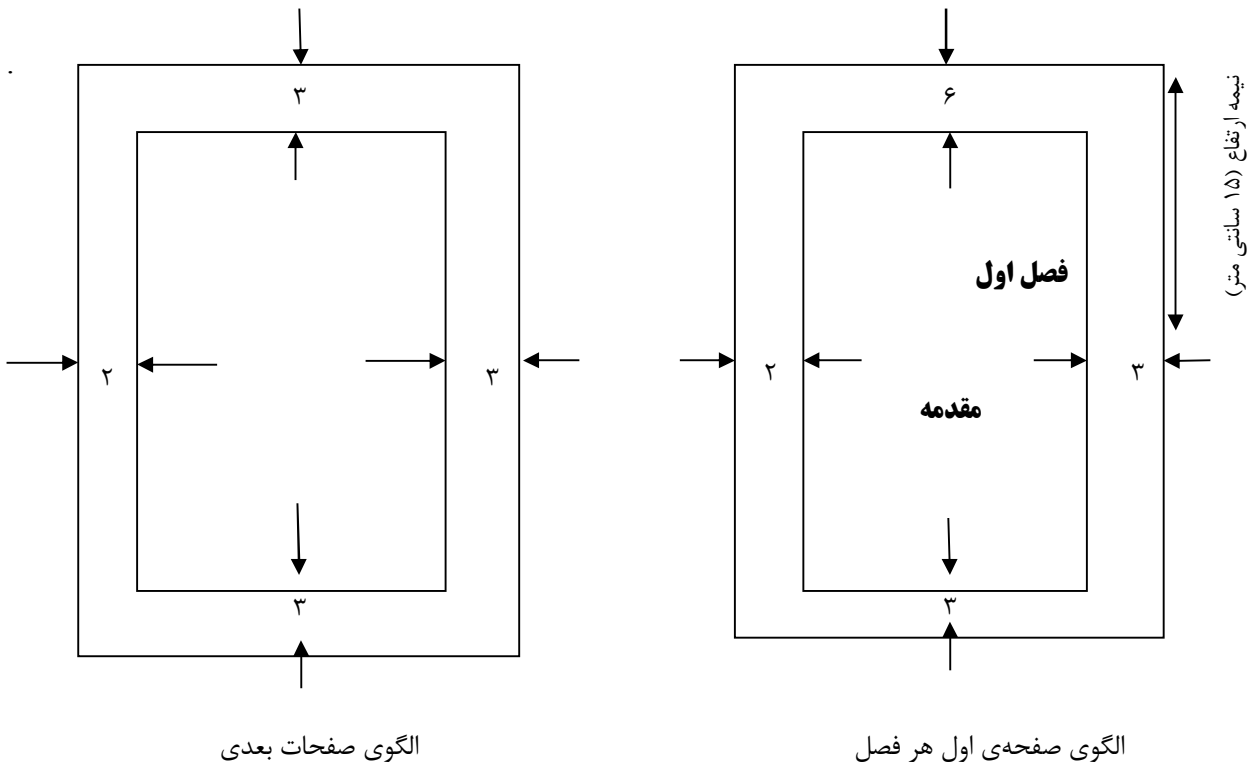 ۶
نیمه ارتفاع (۱۵ سانتی متر)
فصل اول
۳
۲
مقدمه
۳
الگوی صفحه‌ی اول هر فصل
۳
۳
۲
۳
الگوی صفحات بعدی